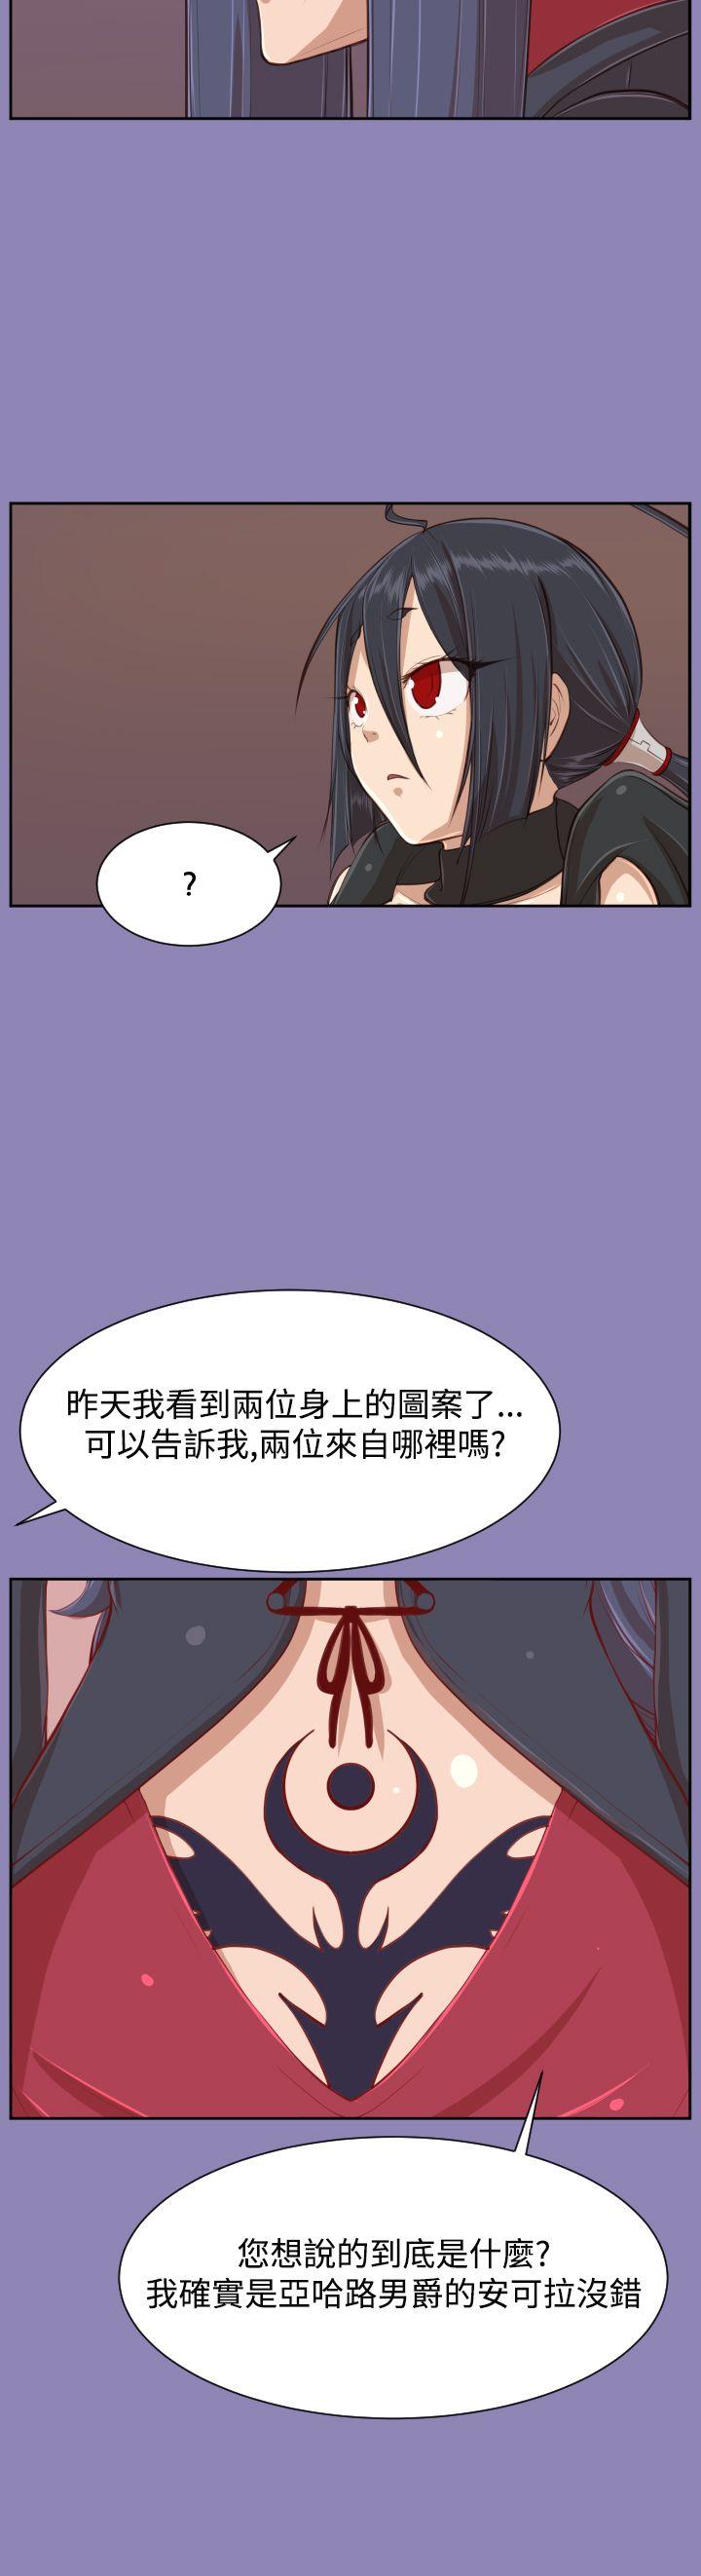 ?
昨天我看到兩位身上的圖案了...
可以告訴我,兩位來自哪裡嗎?
您想說的到底是什麼?
我確實是亞哈路男爵的安可拉沒錯